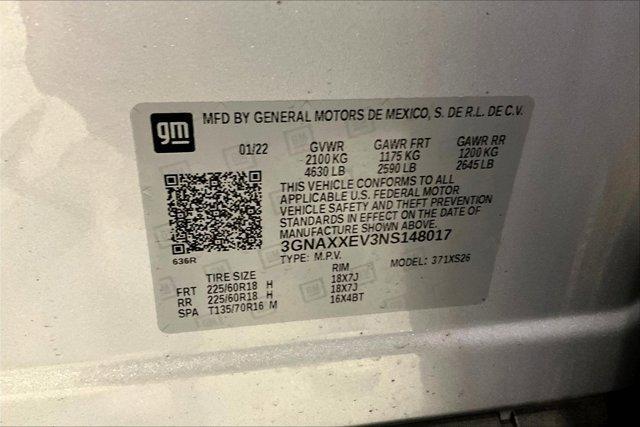 gm
MFD BY GENERAL MOTORS DE MEXICO, S. DE R.L. DE C.V.
01/22 GVWR GAWR FRT GAWR RR
2100 KG 1175 KG 1200 KG
4630 LB 2590 LB 2645 LB
THIS VEHICLE CONFORMS TO ALL
APPLICABLE U.S. FEDERAL MOTOR
VEHICLE SAFETY AND THEFT PREVENTION
STANDARDS IN EFFECT ON THE DATE OF
MANUFACTURE SHOWN ABOVE.
3GNAXXEV3NS148017
636R
TYPE: M.P.V. MODEL: 371XS26
TIRE SIZE RIM
FRT 225/60R18 H 18X7J
RR 225/60R18 H 18X7J
SPA T135/70R16 M 16X4BT